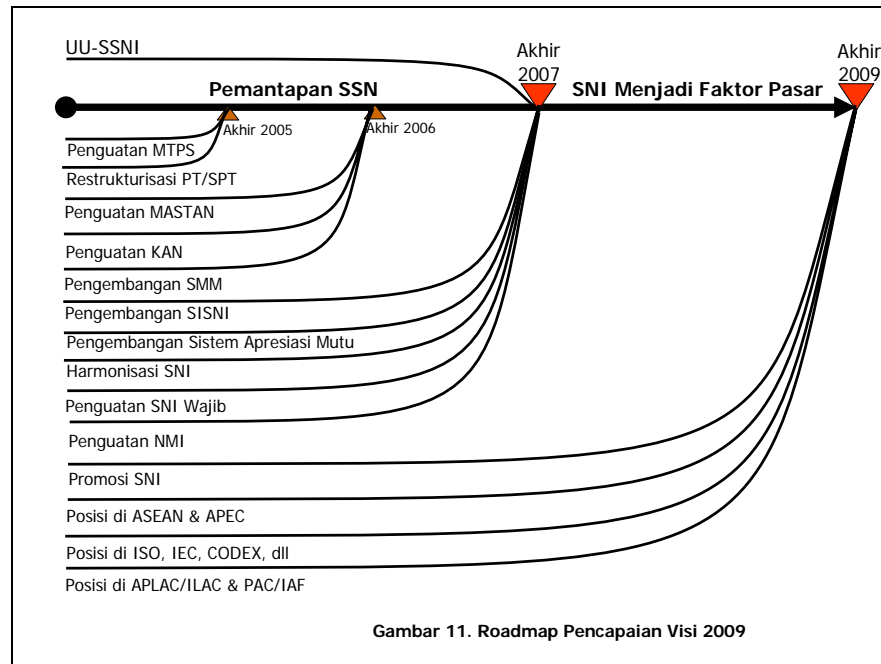 UU-SSNI
Akhir
2007
Akhir
2009
Pemantapan SSN
SNI Menjadi Faktor Pasar
Akhir 2005
Akhir 2006
Penguatan MTPS
Restrukturisasi PT/SPT
Penguatan MASTAN
Penguatan KAN
Pengembangan SMM
Pengembangan SISNI
Pengembangan Sistem Apresiasi Mutu
Harmonisasi SNI
Penguatan SNI Wajib
Penguatan NMI
Promosi SNI
Posisi di ASEAN & APEC
Posisi di ISO, IEC, CODEX, dll
Posisi di APLAC/ILAC & PAC/IAF
Gambar 11. Roadmap Pencapaian Visi 2009